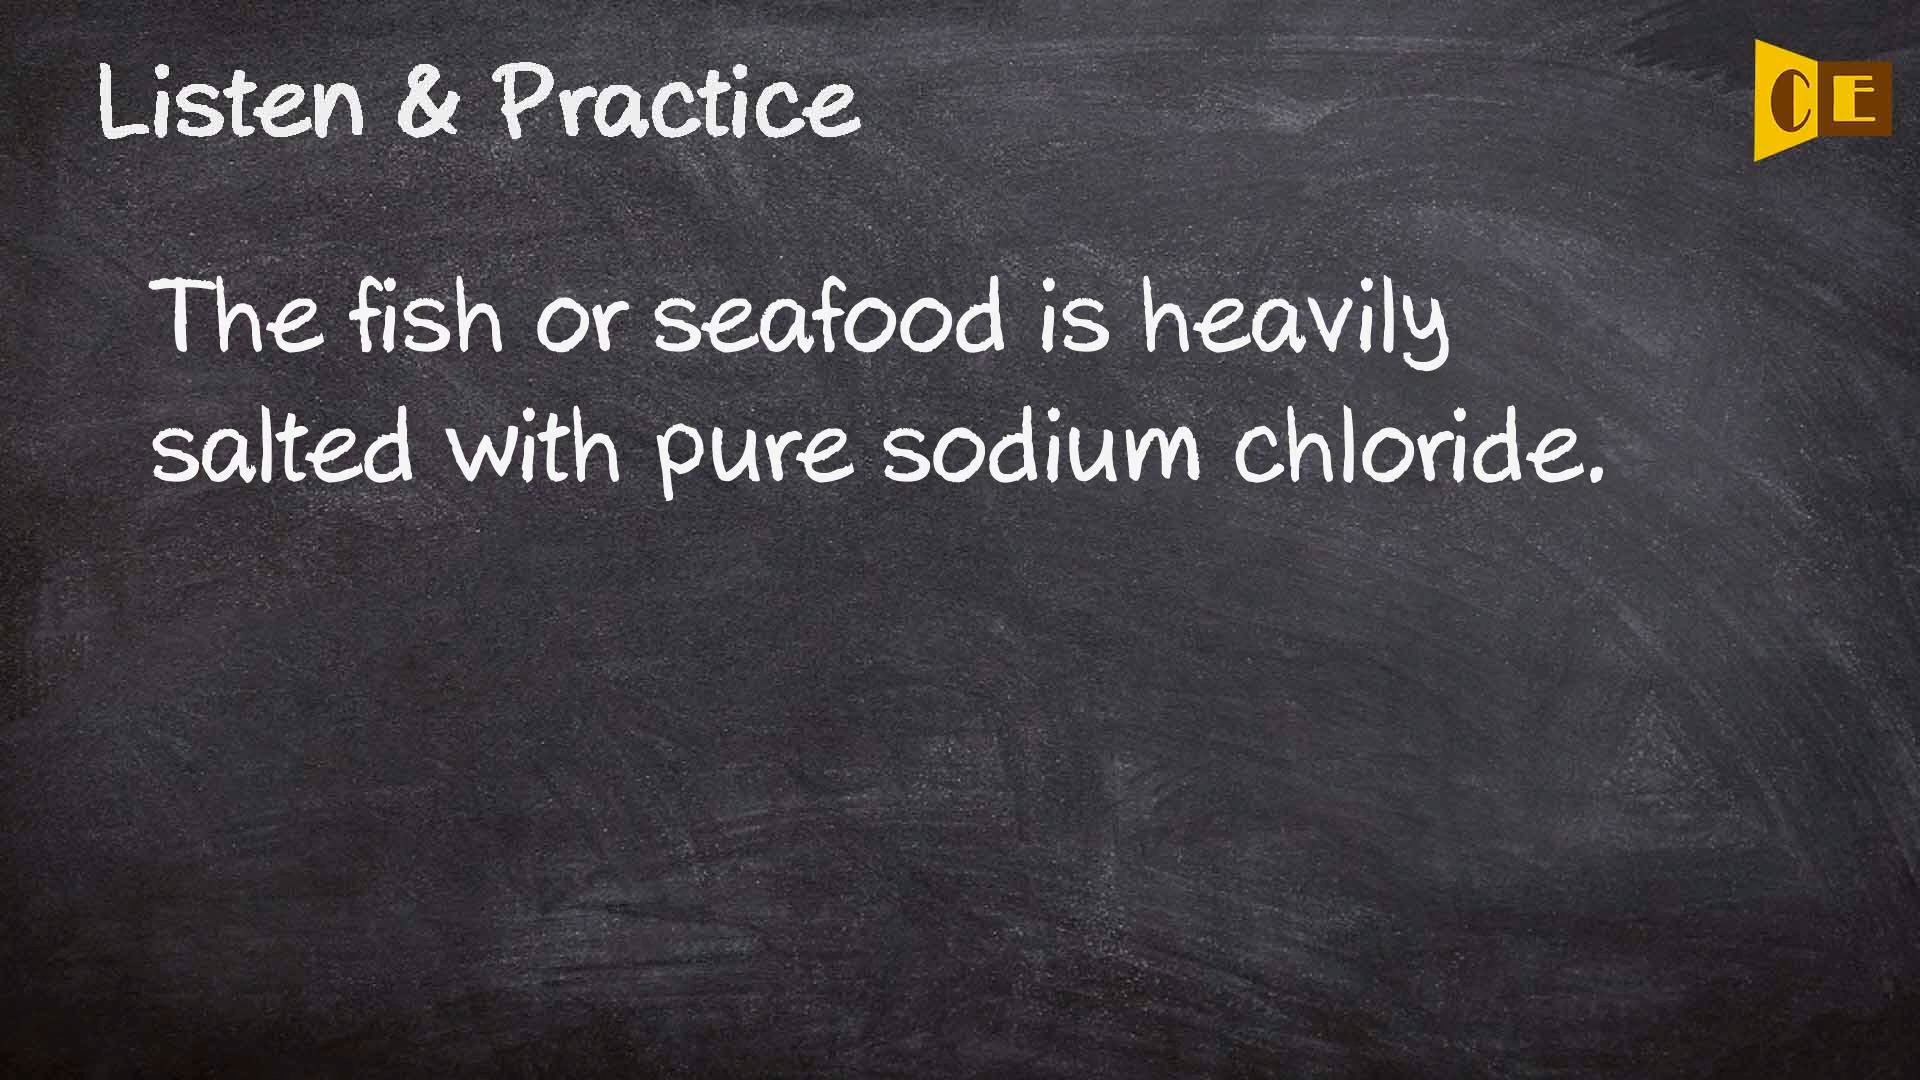 Listen & Practice
CE
The fish or seafood is heavily
salted with pure sodium chloride.